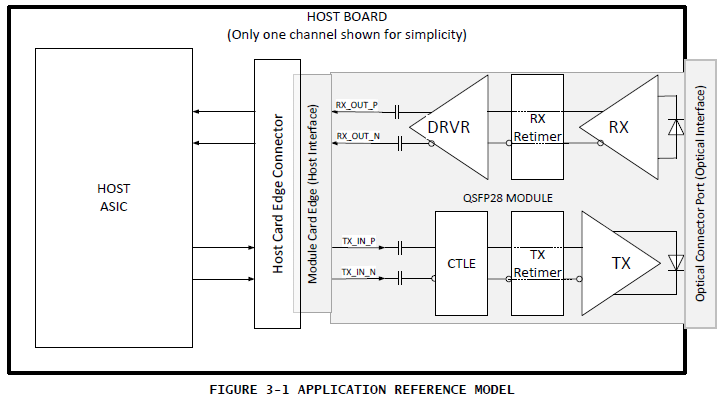 HOST BOARD
(Only one channel shown for simplicity)
HOST
ASIC
Host Card Edge Connector
Module Card Edge (Host Interface)
RX_OUT_P
RX_OUT_N
DRVR
RX
Retimer
RX
Optical Connector Port (Optical Interface)
QSFP28 MODULE
TX_IN_P
TX_IN_N
CTLE
TX
Retimer
TX
FIGURE 3-1 APPLICATION REFERENCE MODEL